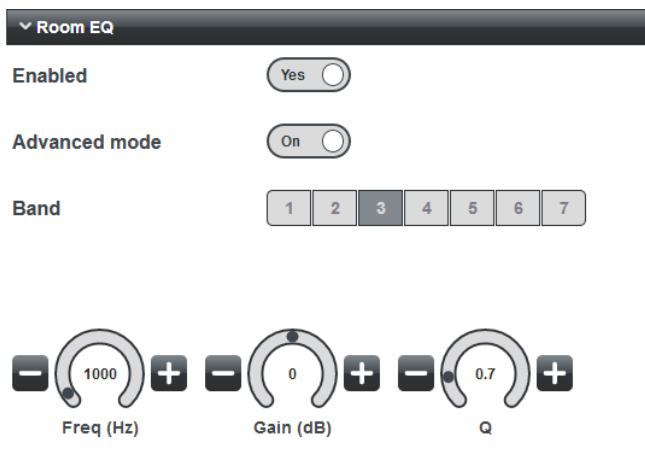 Room EQ
Enabled Yes
Advanced mode On
Band 1 2 3 4 5 6 7
1000 0 0.7
Freq (Hz) Gain (dB) Q